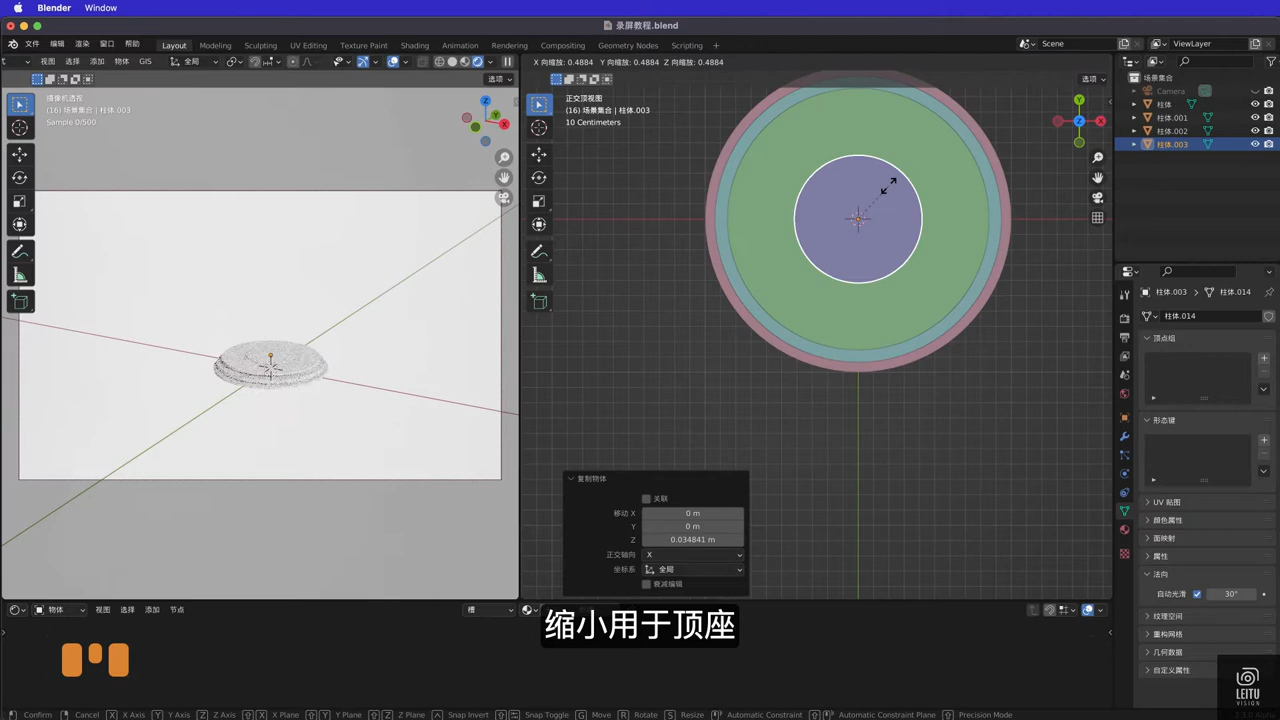 Blender Window
录屏教程.blend
文件 编辑 渲染 窗口 帮助 Layout Modeling Sculpting UV Editing Texture Paint Shading Animation Rendering Compositing Geometry Nodes Scripting + Scene ViewLayer
视图 选择 添加 物体 GIS 全局
X 向缩放: 0.4884 Y 向缩放: 0.4884 Z 向缩放: 0.4884
选项
选项
场景集合
Camera
柱体
柱体.001
柱体.002
柱体.003
摄像机透视
(16) 场景集合 | 柱体.003
Sample 0/500
Z
Y
X
正交顶视图
(16) 场景集合 | 柱体.003
10 Centimeters
Y
Z
X
柱体.003 柱体.014
柱体.014
顶点组
形态键
UV 贴图
颜色属性
面映射
属性
法向
自动光滑 30°
纹理空间
重构网格
几何数据
自定义属性
复制物体
关联
移动 X 0 m
Y 0 m
Z 0.034841 m
正交轴向 X
坐标系 全局
衰减编辑
物体 视图 选择 添加 节点 槽
缩小用于顶座
LEITU
VISION
Confirm Cancel X X Axis Y Y Axis Z Z Axis X X Plane Y Y Plane Z Z Plane Snap Invert Snap Toggle G Move R Rotate S Resize Automatic Constraint Automatic Constraint Plane Precision Mode